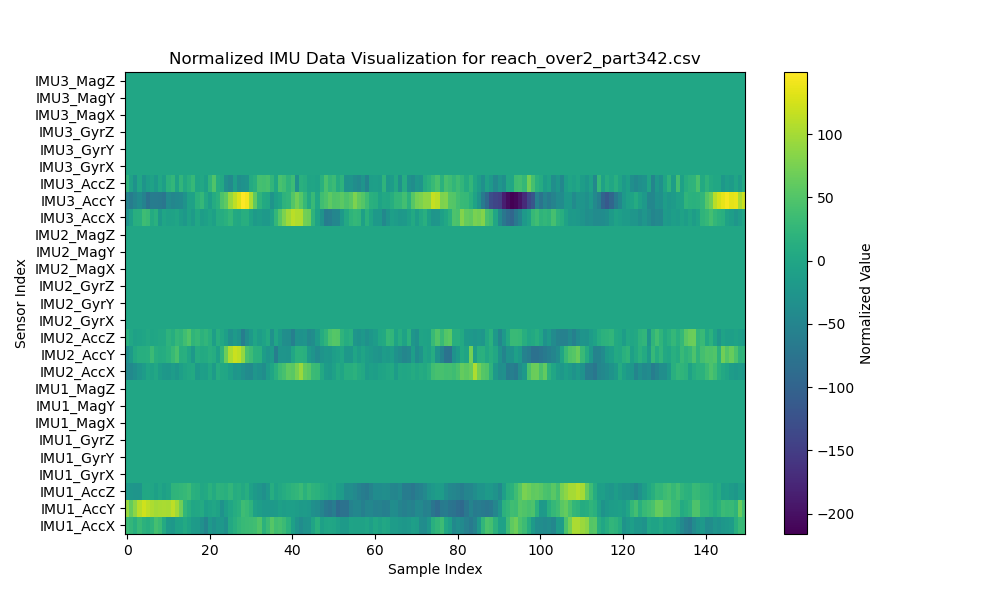 Normalized IMU Data Visualization for reach_over2_part342.csv
IMU3_MagZ
IMU3_MagY
IMU3_MagX
IMU3_GyrZ
IMU3_GyrY
IMU3_GyrX
IMU3_AccZ
IMU3_AccY
IMU3_AccX
IMU2_MagZ
IMU2_MagY
IMU2_MagX
IMU2_GyrZ
IMU2_GyrY
IMU2_GyrX
IMU2_AccZ
IMU2_AccY
IMU2_AccX
IMU1_MagZ
IMU1_MagY
IMU1_MagX
IMU1_GyrZ
IMU1_GyrY
IMU1_GyrX
IMU1_AccZ
IMU1_AccY
IMU1_AccX
Sensor Index
0 20 40 60 80 100 120 140
Sample Index
100
50
0
−50
−100
−150
−200
Normalized Value